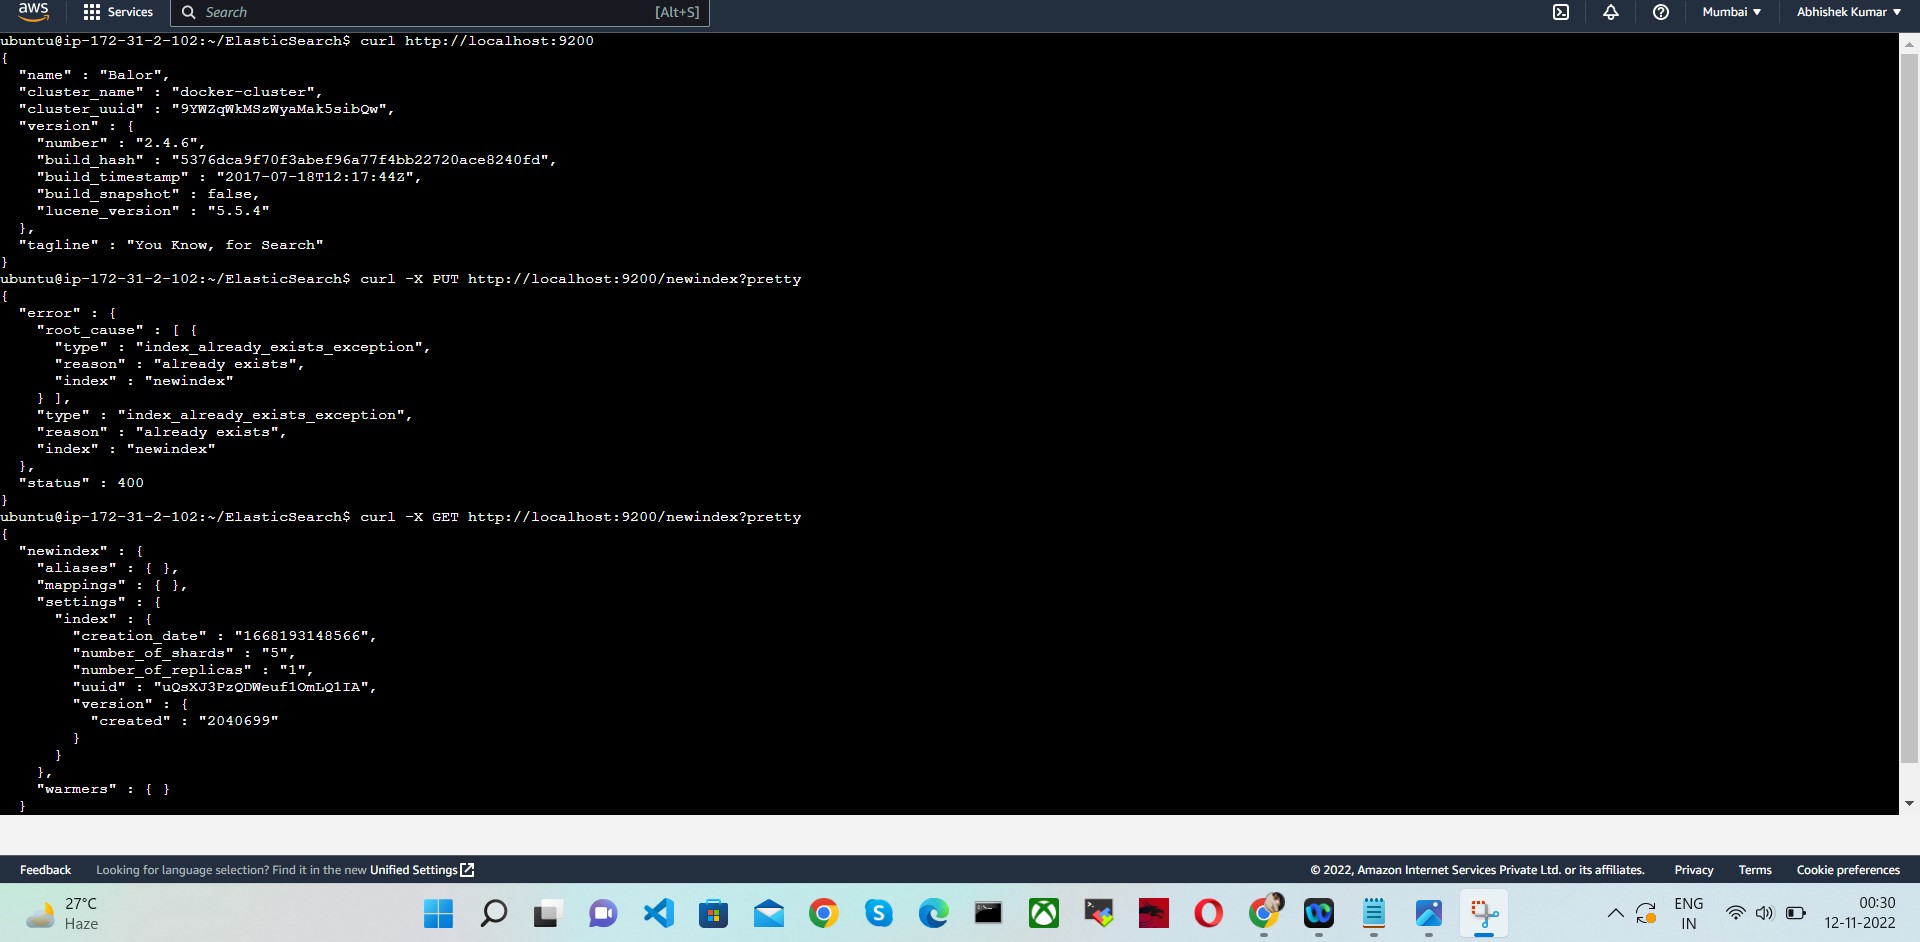 aws
Services
Search
[Alt+S]
Mumbai
Abhishek Kumar
ubuntu@ip-172-31-2-102:~/ElasticSearch$ curl http://localhost:9200
{
"name" : "Balor",
"cluster_name" : "docker-cluster",
"cluster_uuid" : "9YWZqWkMSzWyaMak5sibQw",
"version" : {
"number" : "2.4.6",
"build_hash" : "5376dca9f70f3abef96a77f4bb22720ace8240fd",
"build_timestamp" : "2017-07-18T12:17:44Z",
"build_snapshot" : false,
"lucene_version" : "5.5.4"
},
"tagline" : "You Know, for Search"
}
ubuntu@ip-172-31-2-102:~/ElasticSearch$ curl -X PUT http://localhost:9200/newindex?pretty
{
"error" : {
"root_cause" : [ {
"type" : "index_already_exists_exception",
"reason" : "already exists",
"index" : "newindex"
} ],
"type" : "index_already_exists_exception",
"reason" : "already exists",
"index" : "newindex"
},
"status" : 400
}
ubuntu@ip-172-31-2-102:~/ElasticSearch$ curl -X GET http://localhost:9200/newindex?pretty
{
"newindex" : {
"aliases" : { },
"mappings" : { },
"settings" : {
"index" : {
"creation_date" : "1668193148566",
"number_of_shards" : "5",
"number_of_replicas" : "1",
"uuid" : "uQsXJ3PzQDWeuf1OmLQ1IA",
"version" : {
"created" : "2040699"
}
}
},
"warmers" : { }
}
Feedback
Looking for language selection? Find it in the new Unified Settings
© 2022, Amazon Internet Services Private Ltd. or its affiliates.
Privacy
Terms
Cookie preferences
27°C
Haze
ENG
IN
00:30
12-11-2022